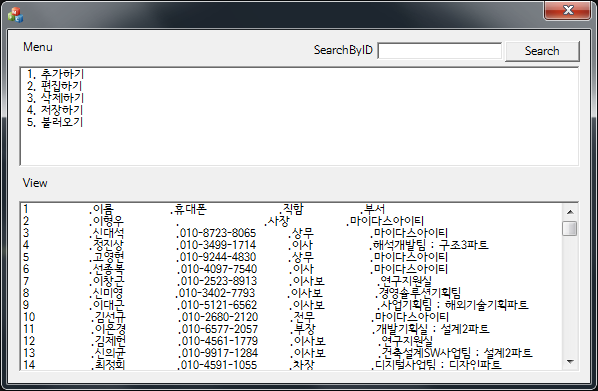 Menu
SearchByID
Search
1. 추가하기
2. 편집하기
3. 삭제하기
4. 저장하기
5. 불러오기
View
1 .이름 .휴대폰 .직함 .부서
2 .이형우 . .사장 .마이다스아이티
3 .신대석 .010-8723-8065 .상무 .마이다스아이티
4 .정진상 .010-3499-1714 .이사 .해석개발팀 : 구조3파트
5 .고영현 .010-9244-4830 .상무 .마이다스아이티
6 .선종복 .010-4097-7540 .이사 .마이다스아이티
7 .이창근 .010-2523-8913 .이사보 .연구지원실
8 .신미영 .010-3402-7793 .이사보 .경영솔루션기획팀
9 .이대근 .010-5121-6562 .이사보 .사업기획팀 : 해외기술기획파트
10 .김선규 .010-2680-2120 .전무 .마이다스아이티
11 .이온경 .010-6577-2057 .부장 .개발기획실 : 설계2파트
12 .김제헌 .010-4561-1779 .이사보 .연구지원실
13 .신의균 .010-9917-1284 .이사보 .건축설계SW사업팀 : 설계2파트
14 .최정회 .010-4591-1055 .차장 .디지털사업팀 : 디자인파트